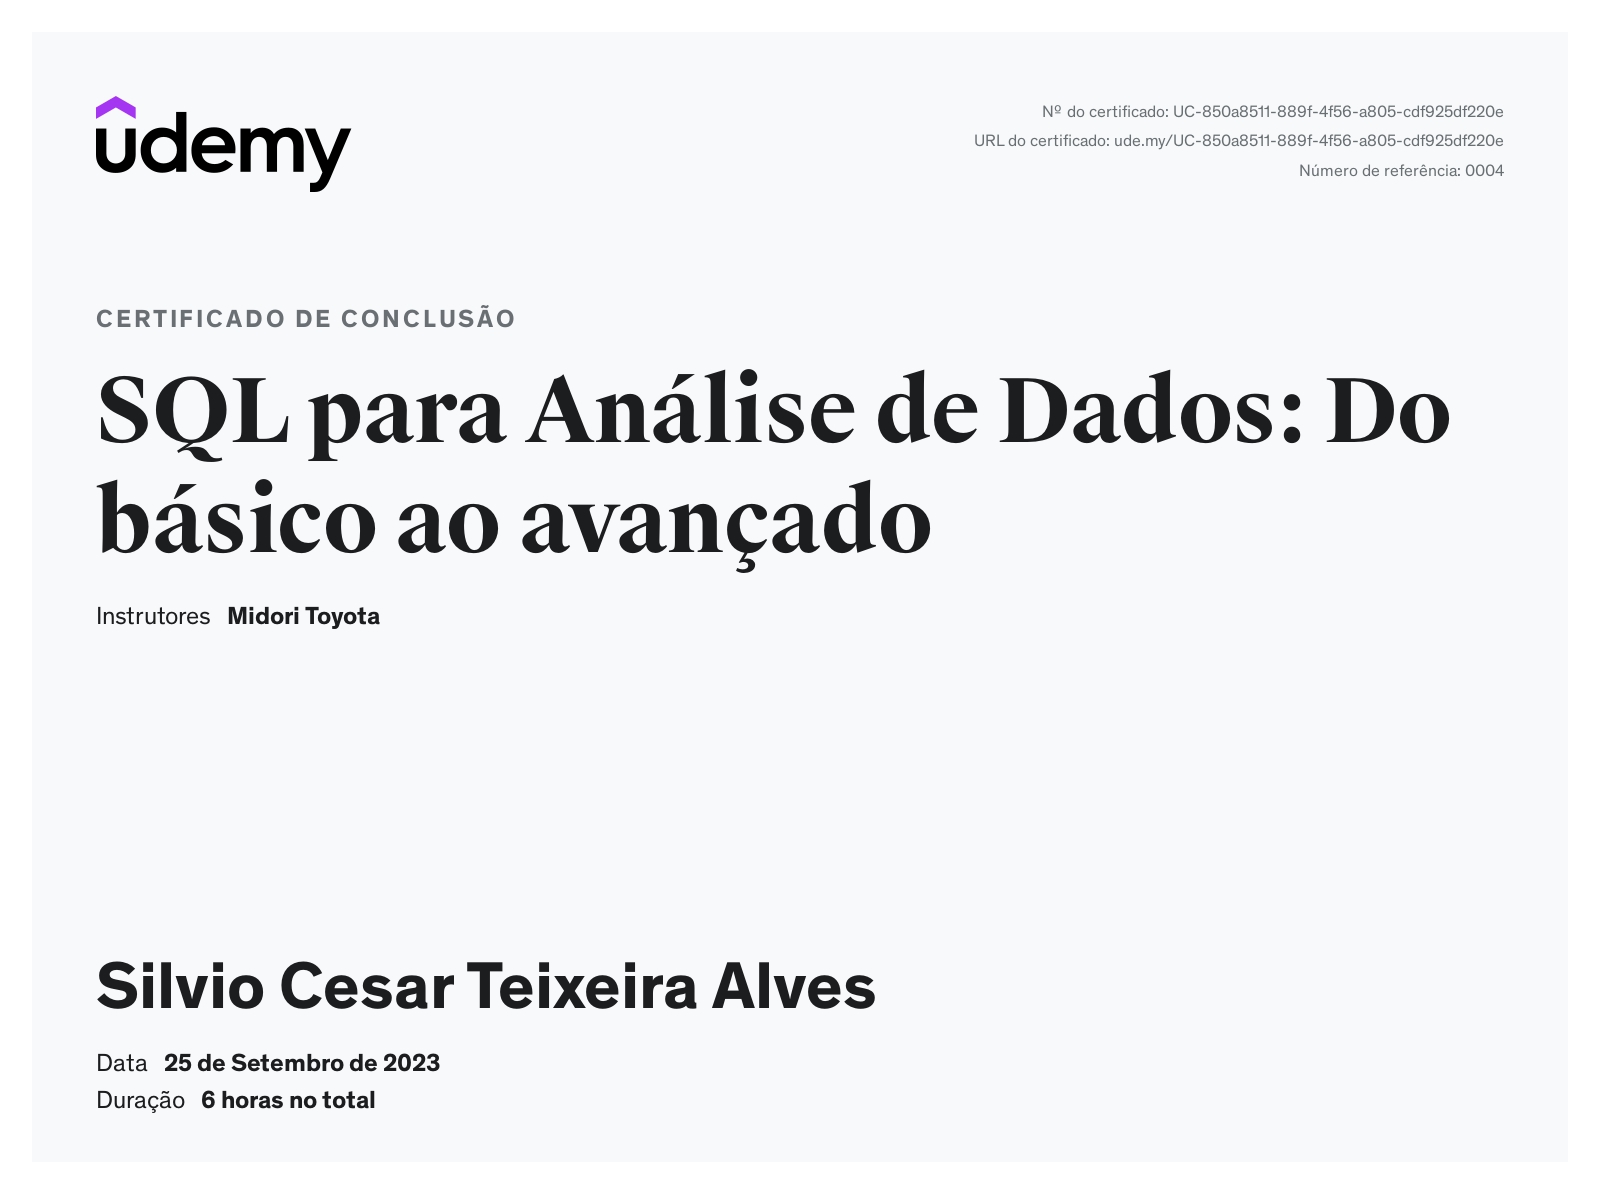 udemy
Nº do certificado: UC-850a8511-889f-4f56-a805-cdf925df220e
URL do certificado: ude.my/UC-850a8511-889f-4f56-a805-cdf925df220e
Número de referência: 0004
CERTIFICADO DE CONCLUSÃO
SQL para Análise de Dados: Do
básico ao avançado
Instrutores Midori Toyota
Silvio Cesar Teixeira Alves
Data 25 de Setembro de 2023
Duração 6 horas no total